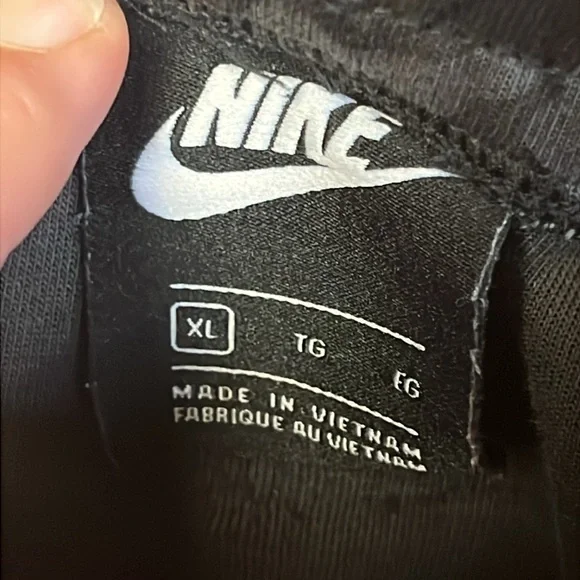 NIKE
XL TG EG
MADE IN VIETNAM
FABRIQUE AU VIETNAM